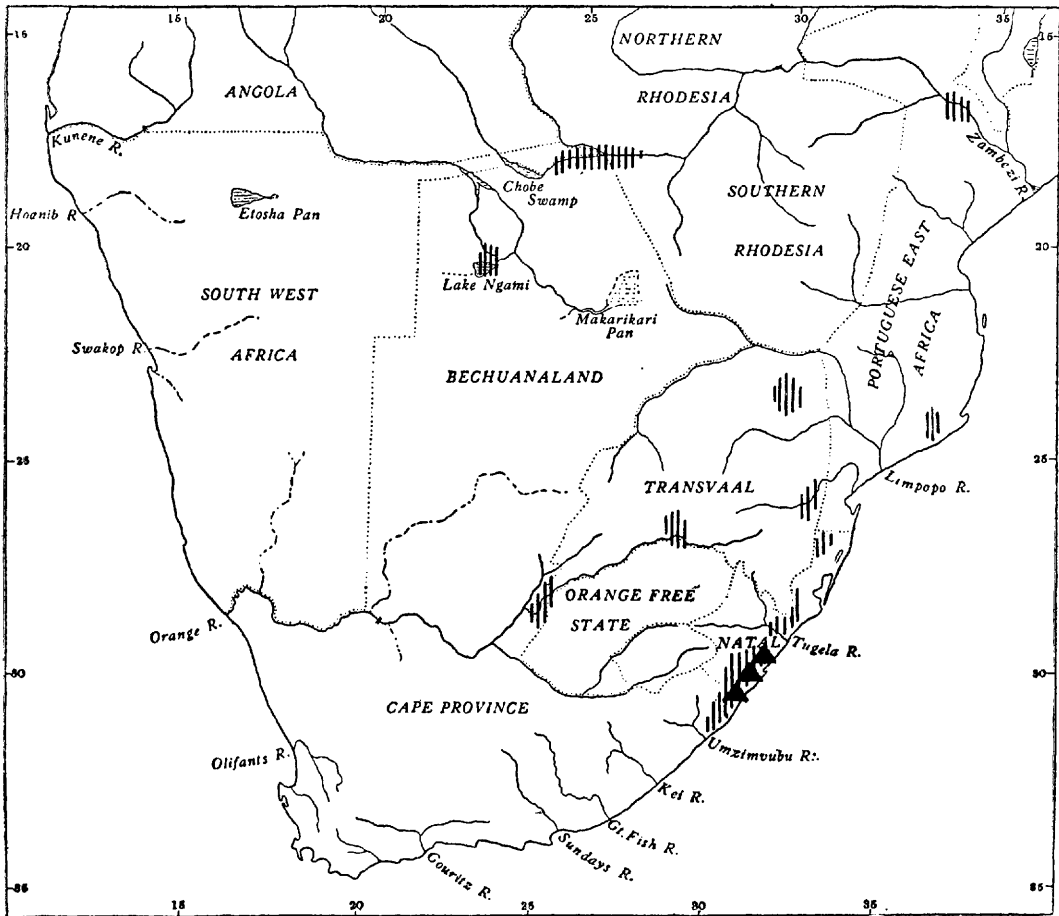 15 20 25 30 35
15 15
NORTHERN
RHODESIA
ANGOLA
Kunene R.
Zambezi R.
Chobe
Swamp
SOUTHERN
RHODESIA
Hoanib R
Etosha Pan
20 20
PORTUGUESE EAST
AFRICA
Lake Ngami
SOUTH WEST
AFRICA
Makarikari
Pan
Swakop R.
BECHUANALAND
25 25
TRANSVAAL
Limpopo R.
ORANGE FREE
STATE
Orange R.
NATAL
Tugela R.
30 30
CAPE PROVINCE
Umzimvubu R.
Olifants R.
Kei R.
Gt. Fish R.
Sundays R.
Gouritz R.
35 35
15 20 25 30 35